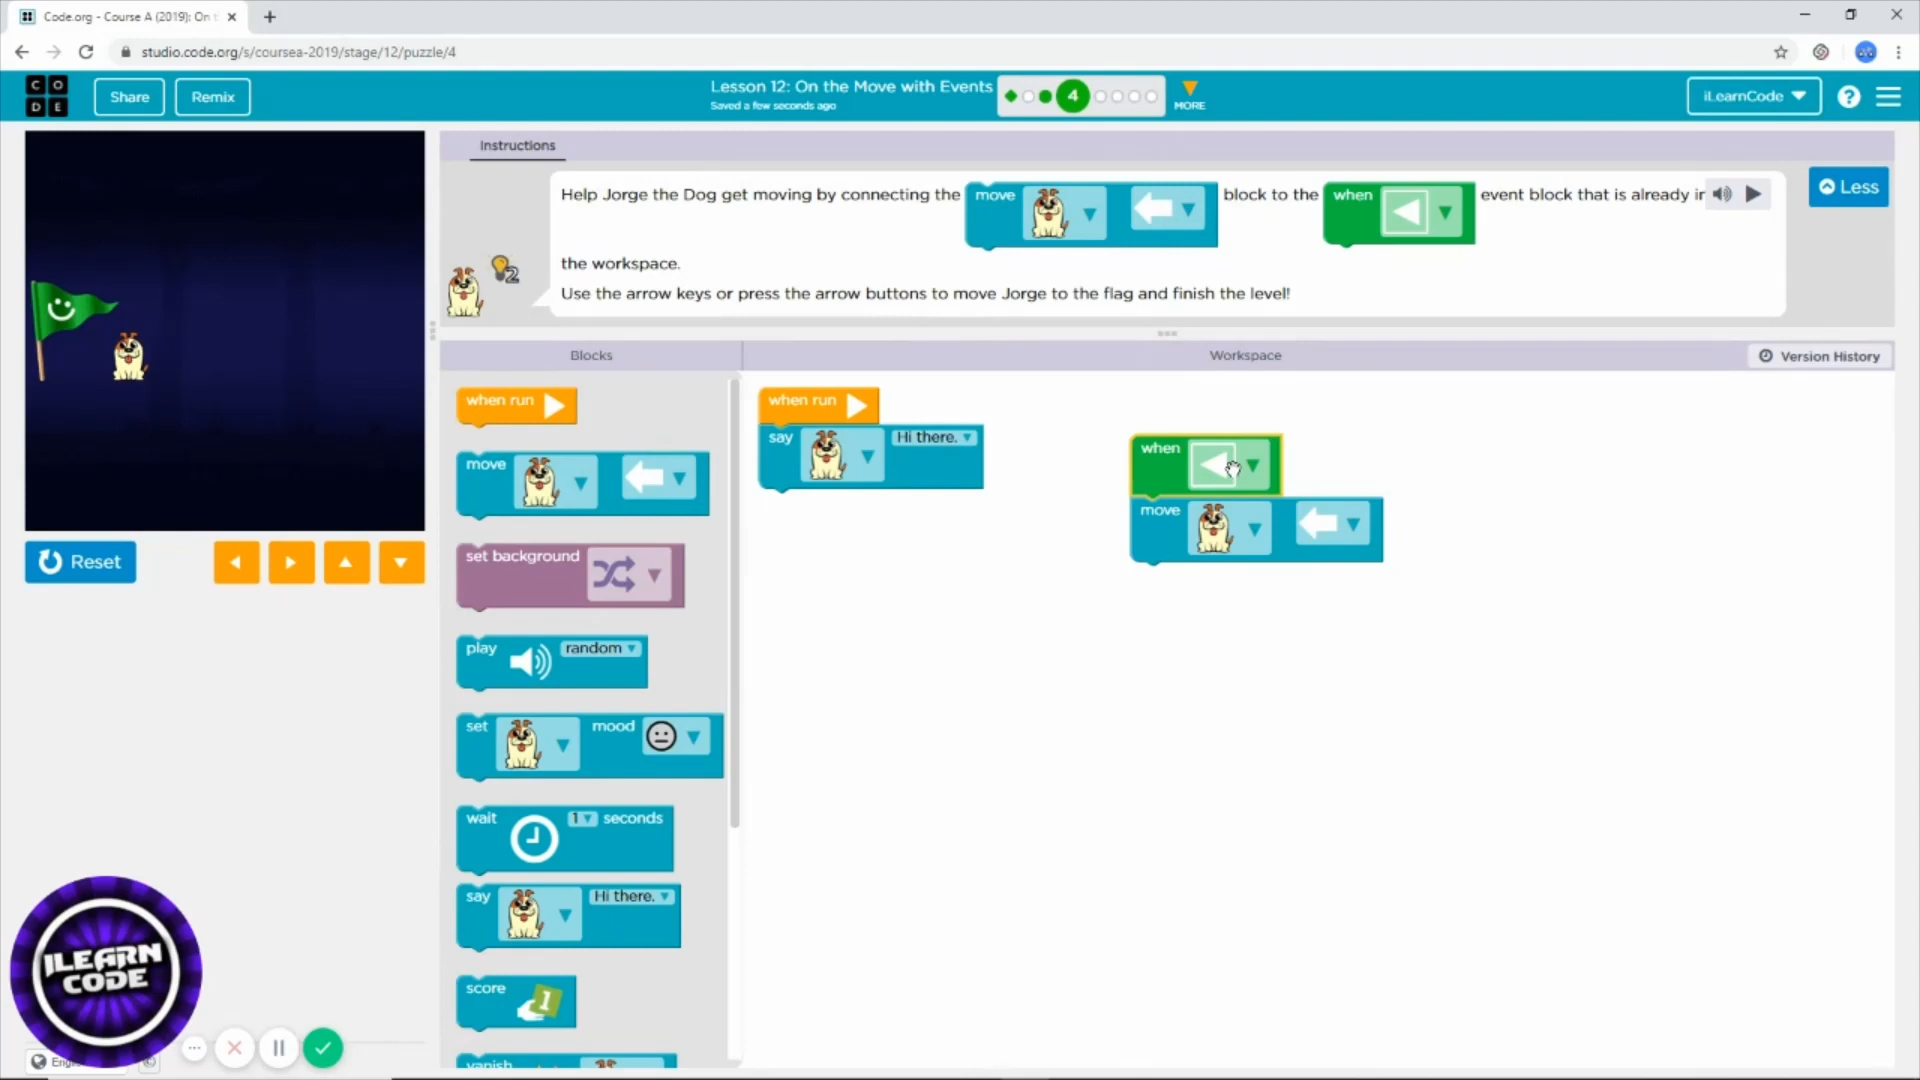 Code.org - Course A (2019): On t
studio.code.org/s/coursea-2019/stage/12/puzzle/4
CODE
Share
Remix
Lesson 12: On the Move with Events
Saved a few seconds ago
4
MORE
iLearnCode
?
Instructions
Help Jorge the Dog get moving by connecting the move block to the when event block that is already in
the workspace.
Use the arrow keys or press the arrow buttons to move Jorge to the flag and finish the level!
2
Less
Blocks
Workspace
Version History
when run
move
set background
play random
set mood
wait 1 seconds
say Hi there.
score 1
vanish
when run
say Hi there.
when
move
Reset
ILEARN
CODE